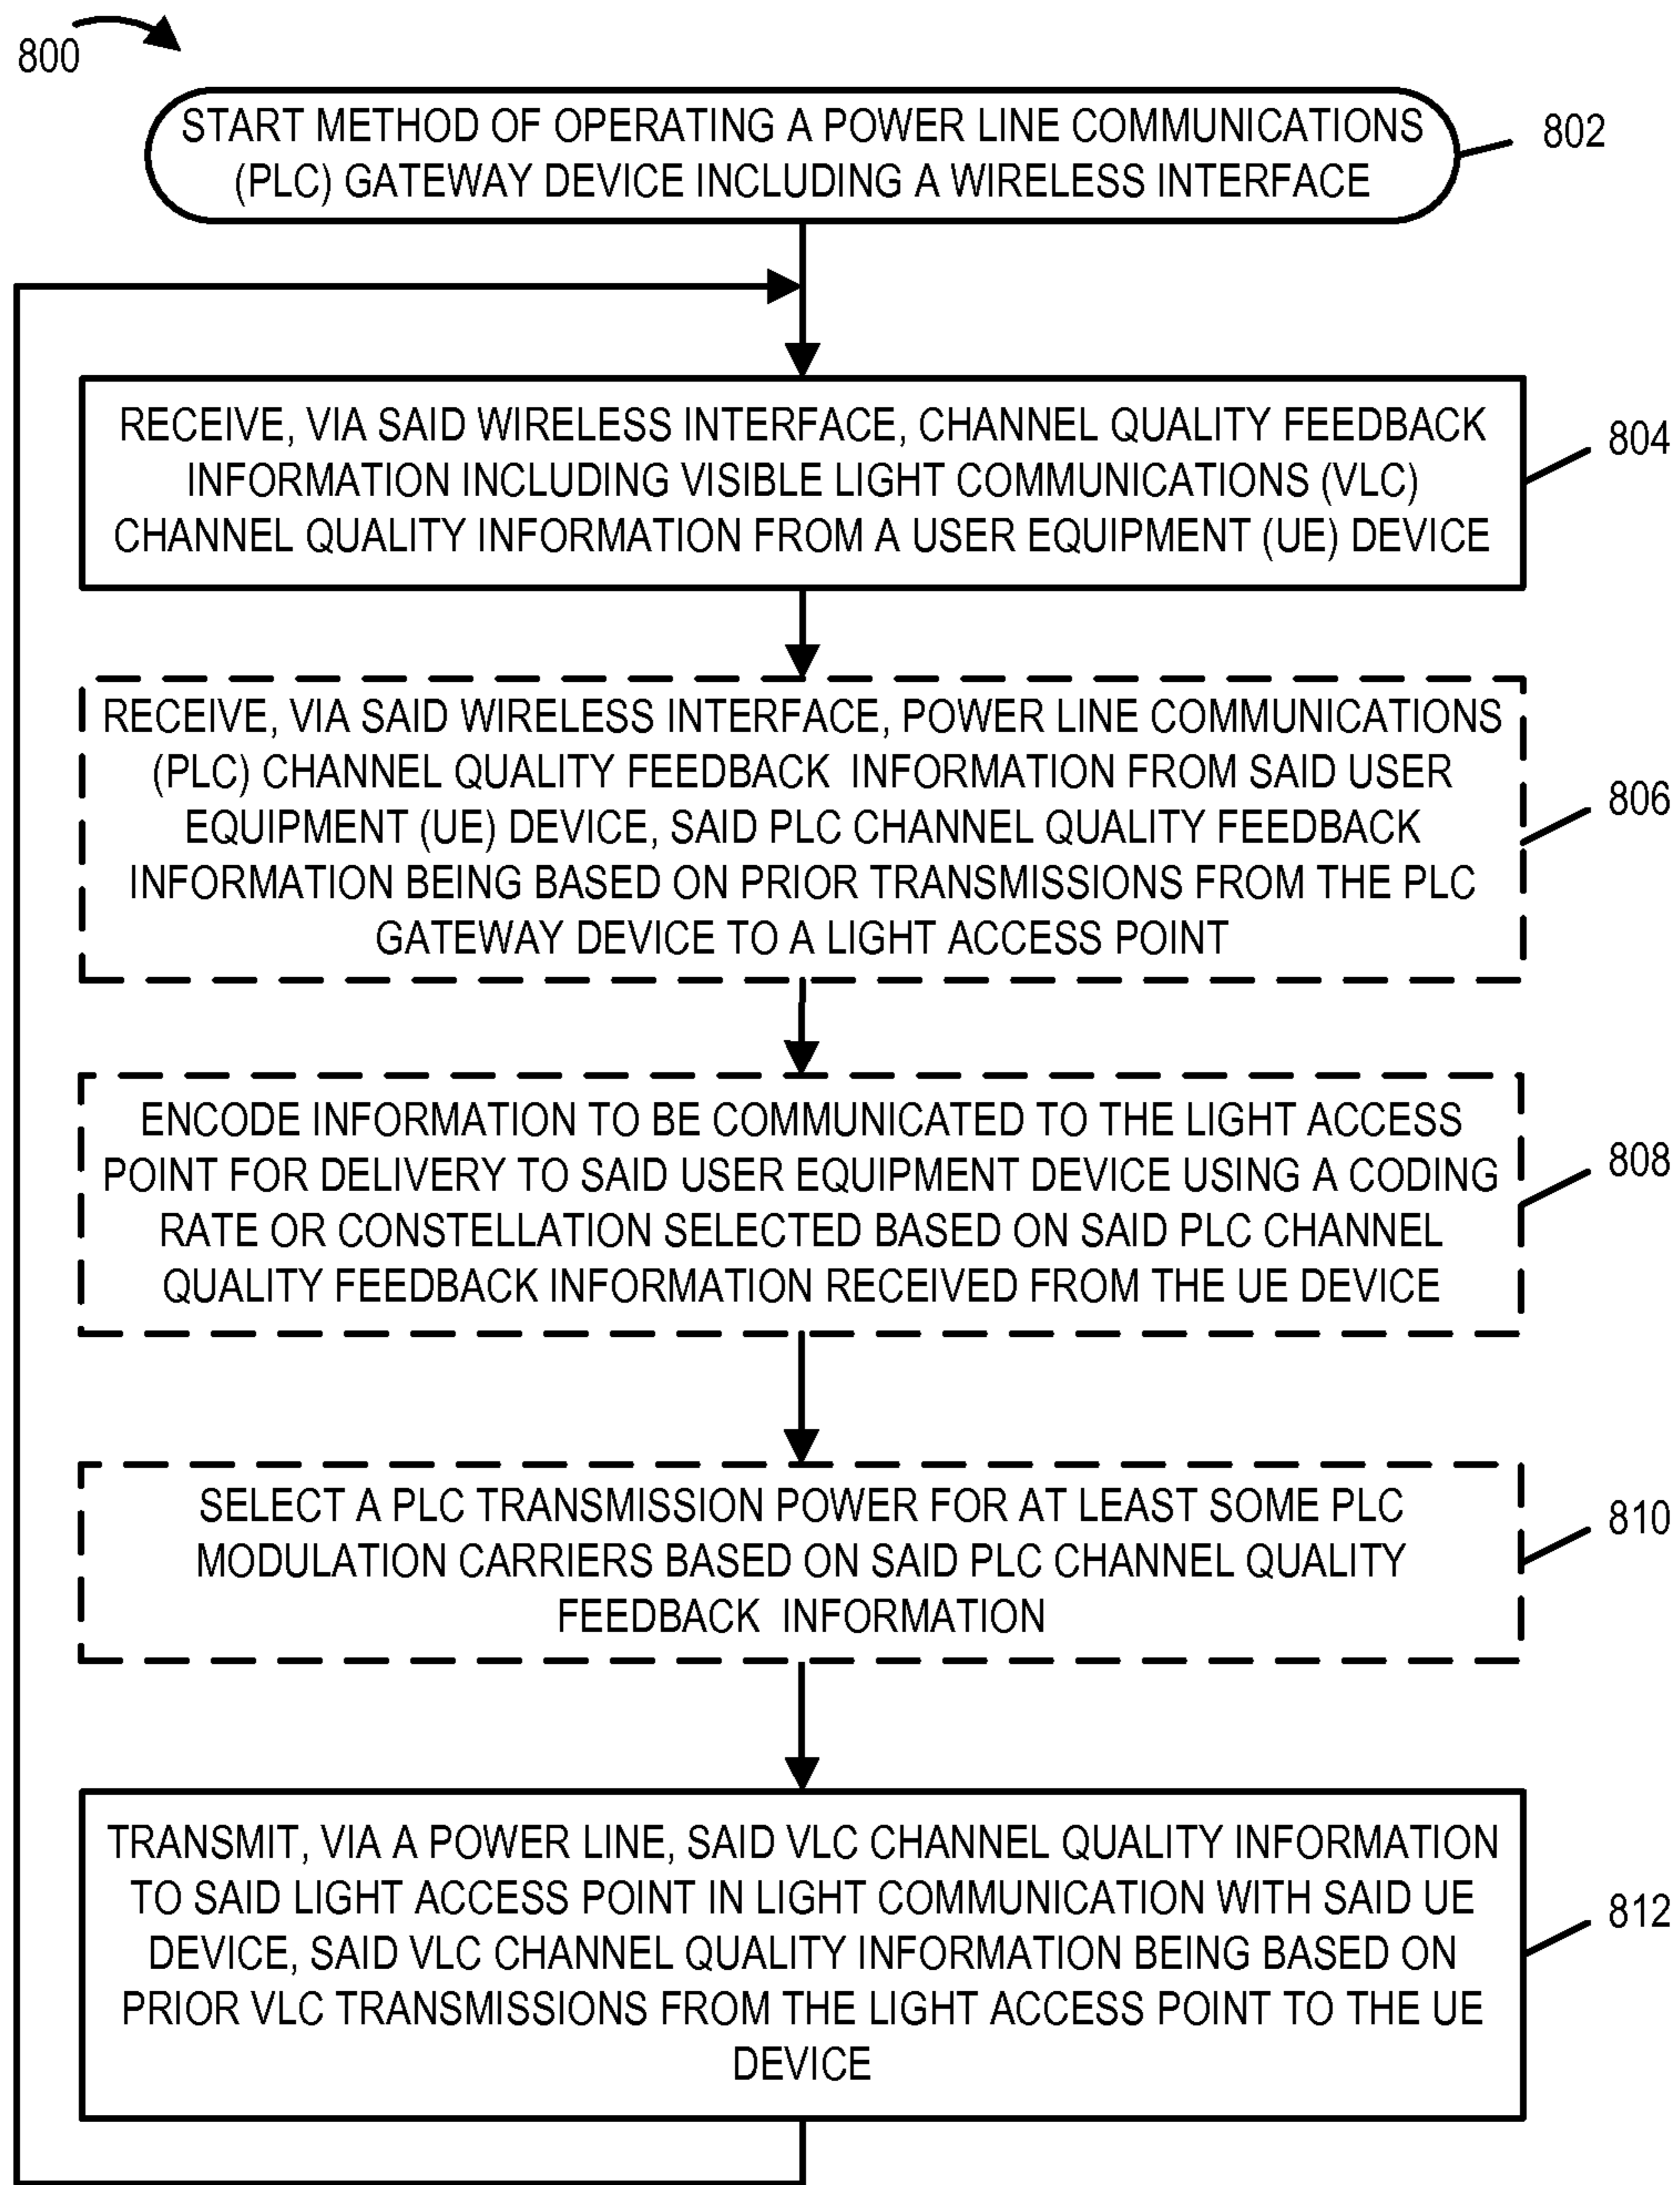 800
START METHOD OF OPERATING A POWER LINE COMMUNICATIONS
(PLC) GATEWAY DEVICE INCLUDING A WIRELESS INTERFACE
802
RECEIVE, VIA SAID WIRELESS INTERFACE, CHANNEL QUALITY FEEDBACK
INFORMATION INCLUDING VISIBLE LIGHT COMMUNICATIONS (VLC)
CHANNEL QUALITY INFORMATION FROM A USER EQUIPMENT (UE) DEVICE
804
RECEIVE, VIA SAID WIRELESS INTERFACE, POWER LINE COMMUNICATIONS
(PLC) CHANNEL QUALITY FEEDBACK INFORMATION FROM SAID USER
EQUIPMENT (UE) DEVICE, SAID PLC CHANNEL QUALITY FEEDBACK
INFORMATION BEING BASED ON PRIOR TRANSMISSIONS FROM THE PLC
GATEWAY DEVICE TO A LIGHT ACCESS POINT
806
ENCODE INFORMATION TO BE COMMUNICATED TO THE LIGHT ACCESS
POINT FOR DELIVERY TO SAID USER EQUIPMENT DEVICE USING A CODING
RATE OR CONSTELLATION SELECTED BASED ON SAID PLC CHANNEL
QUALITY FEEDBACK INFORMATION RECEIVED FROM THE UE DEVICE
808
SELECT A PLC TRANSMISSION POWER FOR AT LEAST SOME PLC
MODULATION CARRIERS BASED ON SAID PLC CHANNEL QUALITY
FEEDBACK INFORMATION
810
TRANSMIT, VIA A POWER LINE, SAID VLC CHANNEL QUALITY INFORMATION
TO SAID LIGHT ACCESS POINT IN LIGHT COMMUNICATION WITH SAID UE
DEVICE, SAID VLC CHANNEL QUALITY INFORMATION BEING BASED ON
PRIOR VLC TRANSMISSIONS FROM THE LIGHT ACCESS POINT TO THE UE
DEVICE
812